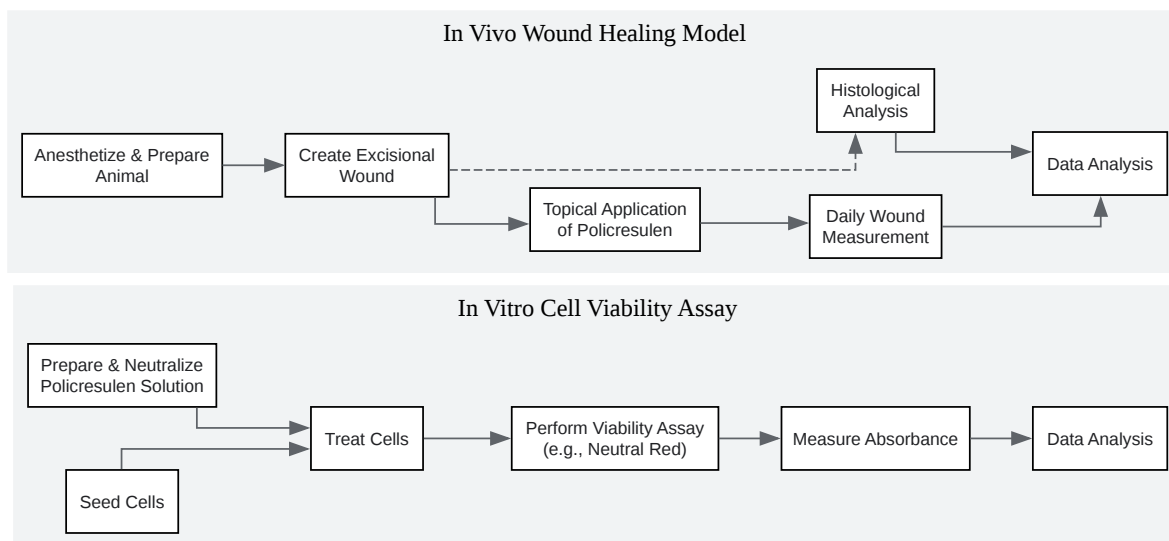 In Vivo Wound Healing Model
Histological
Analysis
Anesthetize & Prepare
Animal
Create Excisional
Wound
Data Analysis
Topical Application
of Policresulen
Daily Wound
Measurement
In Vitro Cell Viability Assay
Prepare & Neutralize
Policresulen Solution
Treat Cells
Perform Viability Assay
(e.g., Neutral Red)
Measure Absorbance
Data Analysis
Seed Cells